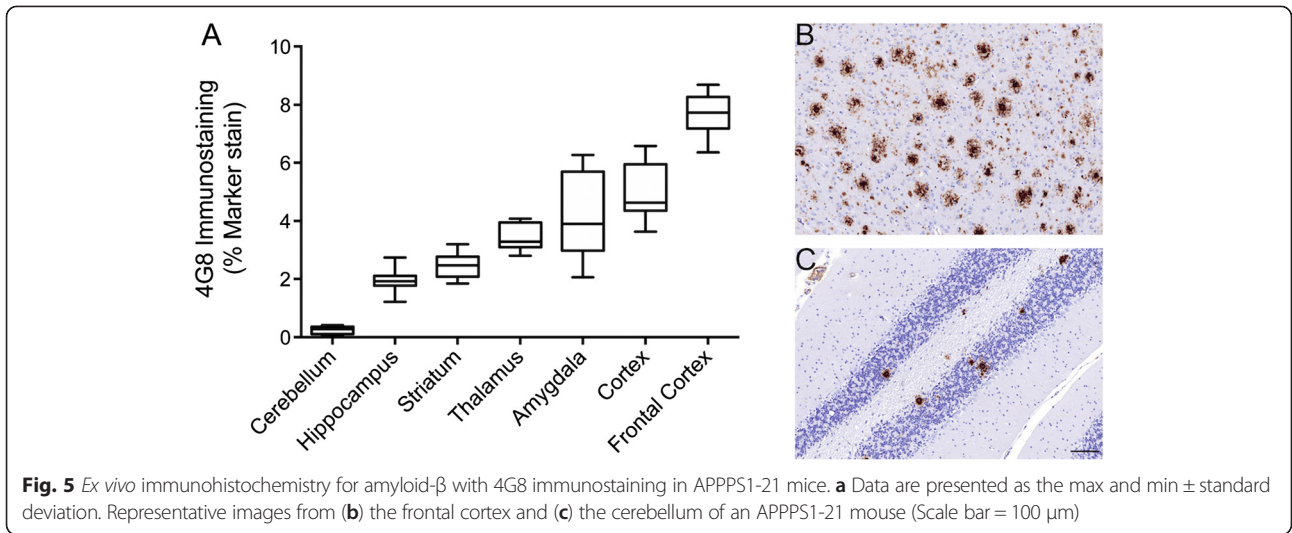 A
4G8 Immunostaining
(% Marker stain)
10
8
6
4
2
0
Cerebellum
Hippocampus
Striatum
Thalamus
Amygdala
Cortex
Frontal Cortex
B
C
Fig. 5 Ex vivo immunohistochemistry for amyloid-β with 4G8 immunostaining in APPPS1-21 mice. a Data are presented as the max and min ± standard
deviation. Representative images from (b) the frontal cortex and (c) the cerebellum of an APPPS1-21 mouse (Scale bar = 100 μm)